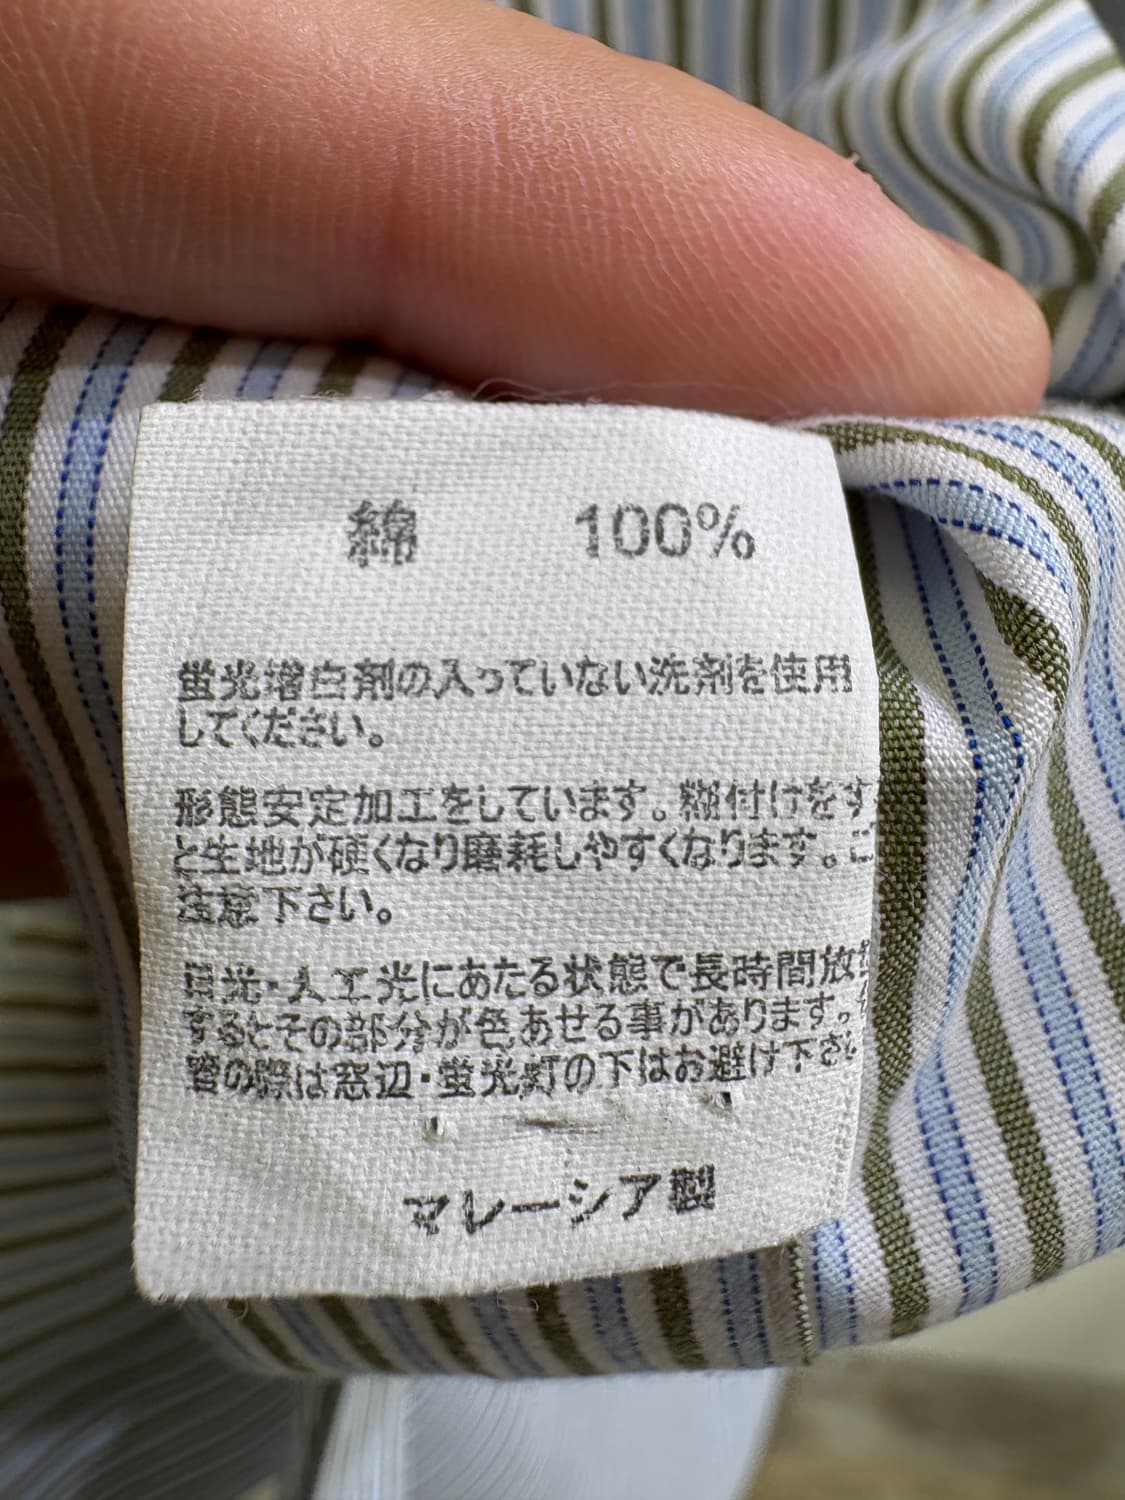 綿 100%
蛍光増白剤の入っていない洗剤を使用
してください。
形態安定加工をしています。糊付けをす
と生地が硬くなり磨耗しやすくなります。ご
注意下さい。
日光・人工光にあたる状態で長時間放
するとその部分が色あせる事があります。
管の際は窓辺・蛍光灯の下はお避け下さい
マレーシア製